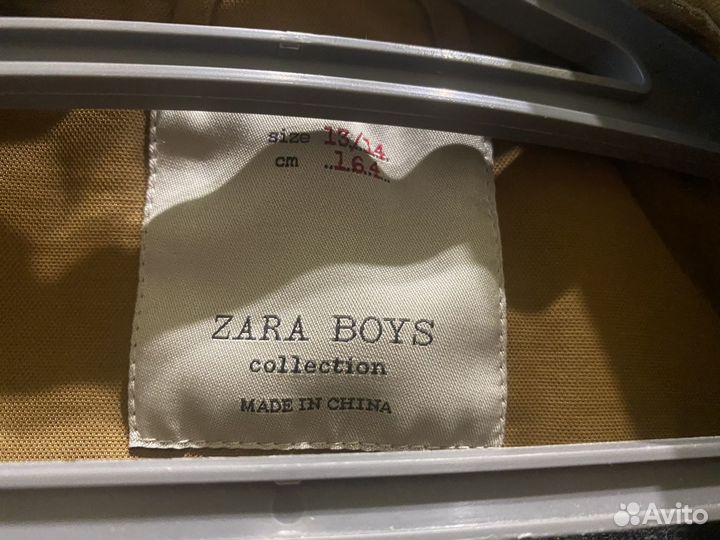 size 13/14
cm 164
ZARA BOYS
collection
MADE IN CHINA
Avito